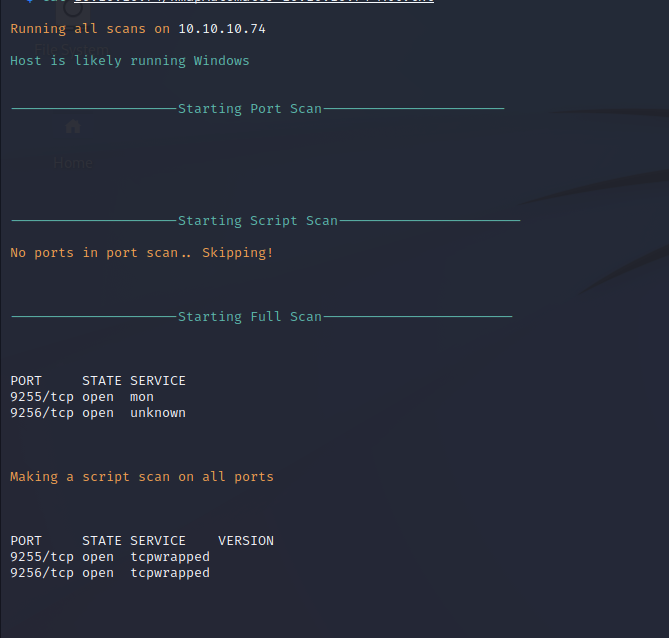 Running all scans on 10.10.10.74
File System
Host is likely running Windows
Starting Port Scan
Home
Starting Script Scan
No ports in port scan.. Skipping!
Starting Full Scan
PORT     STATE SERVICE
9255/tcp open  mon
9256/tcp open  unknown
Making a script scan on all ports
PORT     STATE SERVICE    VERSION
9255/tcp open  tcpwrapped
9256/tcp open  tcpwrapped